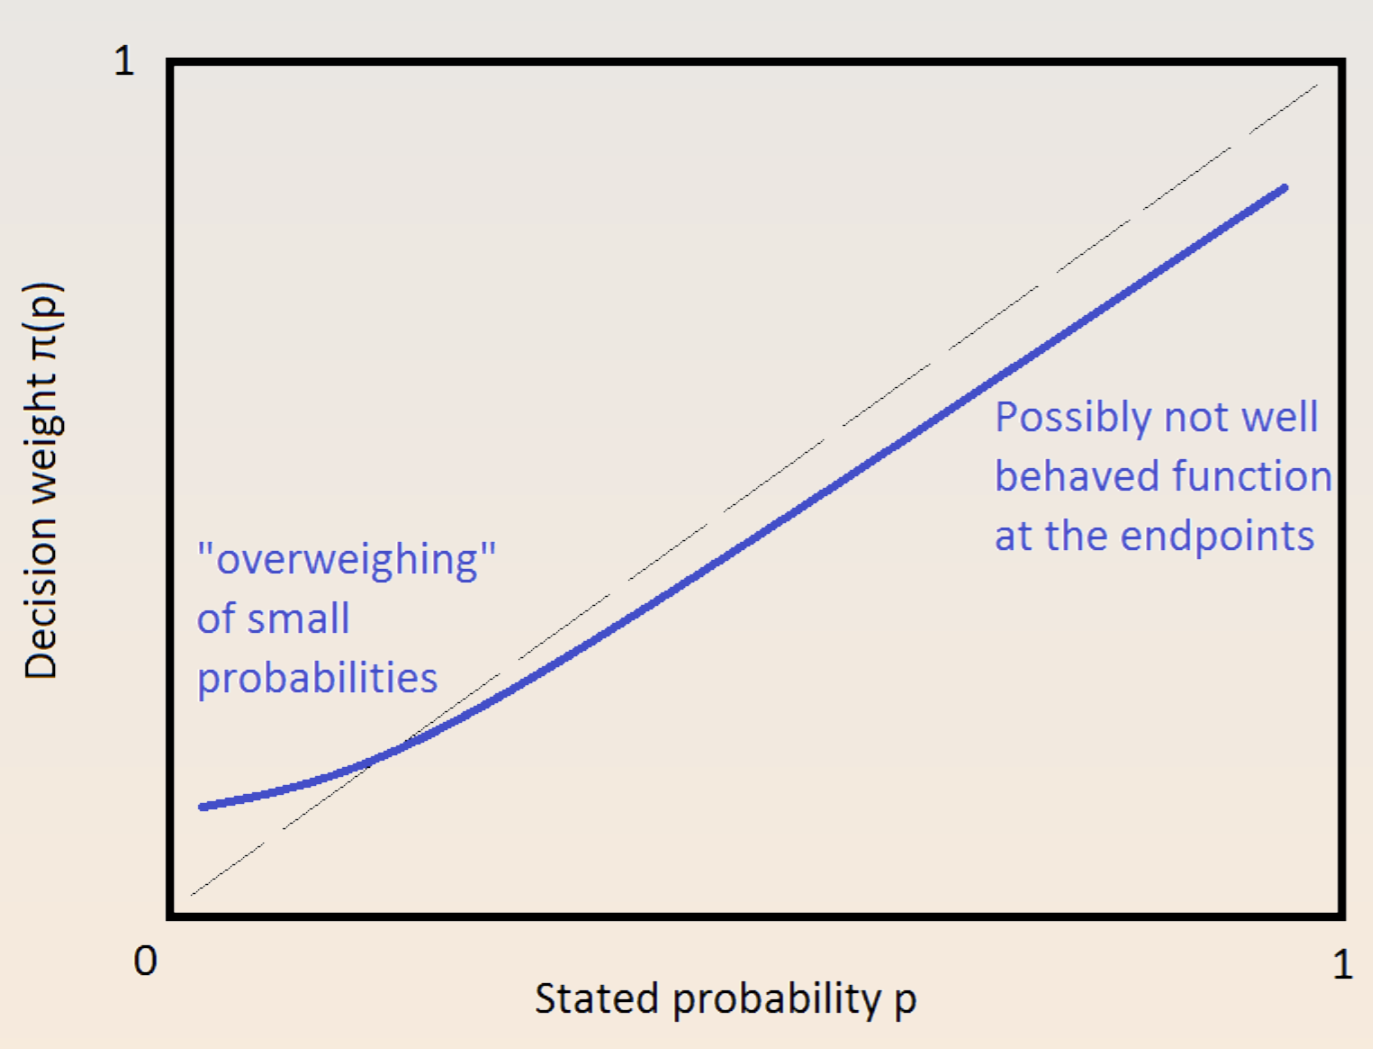 1
Decision weight π(p)
"overweighing"
of small
probabilities
Possibly not well
behaved function
at the endpoints
0
1
Stated probability p